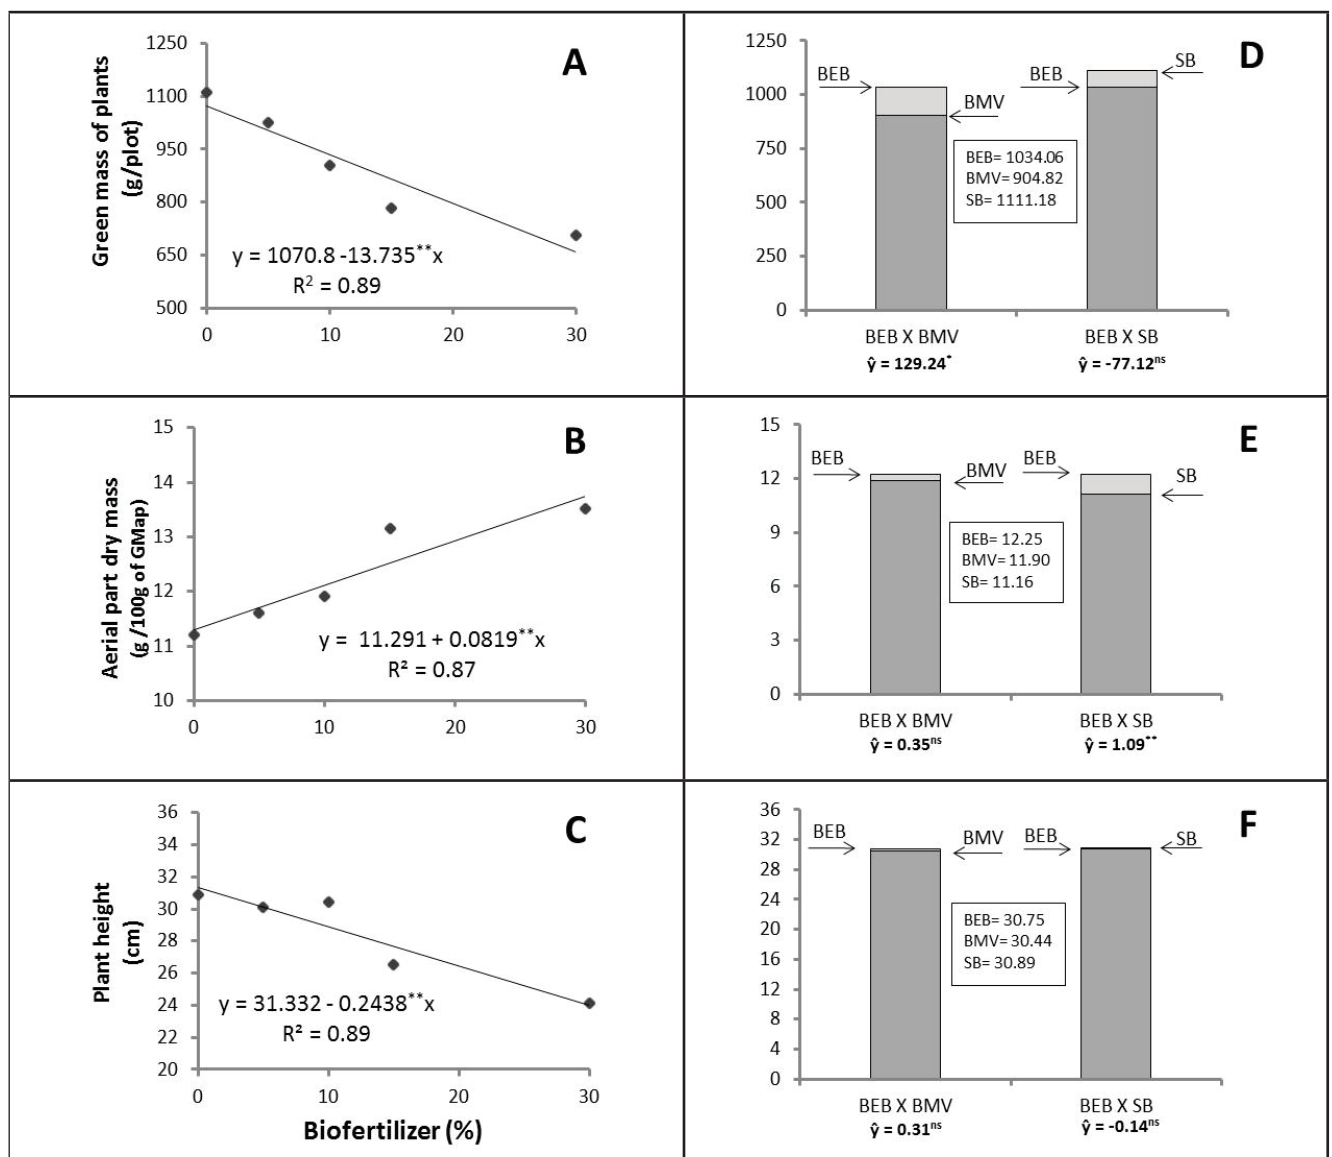 A
Green mass of plants
(g/plot)
1250
1100
950
800
650
500
0
10
20
30
y = 1070.8 -13.735**x
R² = 0.89
D
1250
1000
750
500
250
0
BEB
BMV
BEB
SB
BEB= 1034.06
BMV= 904.82
SB= 1111.18
BEB X BMV
ŷ = 129.24*
BEB X SB
ŷ = -77.12ns
B
Aerial part dry mass
(g /100g of GMap)
15
14
13
12
11
10
0
10
20
30
y = 11.291 + 0.0819**x
R² = 0.87
E
15
12
9
6
3
0
BEB
BMV
BEB
SB
BEB= 12.25
BMV= 11.90
SB= 11.16
BEB X BMV
ŷ = 0.35ns
BEB X SB
ŷ = 1.09**
C
Plant height
(cm)
36
34
32
30
28
26
24
22
20
0
10
20
30
y = 31.332 - 0.2438**x
R² = 0.89
Biofertilizer (%)
F
36
32
28
24
20
16
12
8
4
0
BEB
BMV
BEB
SB
BEB= 30.75
BMV= 30.44
SB= 30.89
BEB X BMV
ŷ = 0.31ns
BEB X SB
ŷ = -0.14ns